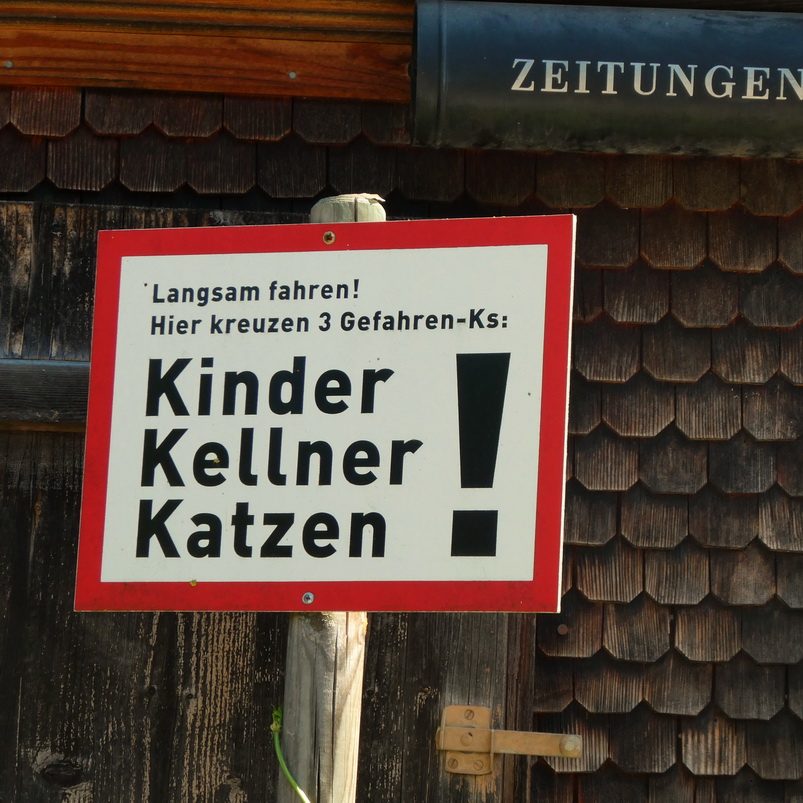 ZEITUNGEN
Langsam fahren!
Hier kreuzen 3 Gefahren-Ks:
Kinder
Kellner
Katzen
!